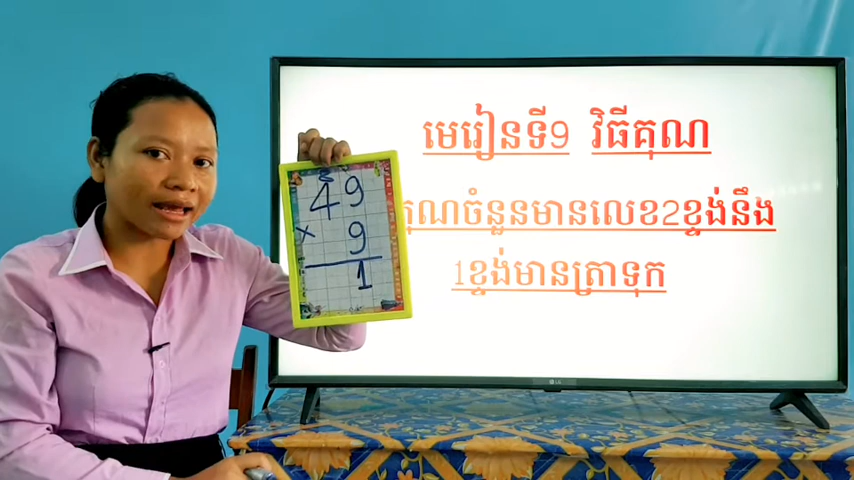 មេរៀនទី9 វិធីគុណ
គុណចំនួនមានលេខ2ខ្ទង់នឹង
1ខ្ទង់មានត្រាទុក
8
49
× 9
1
LG